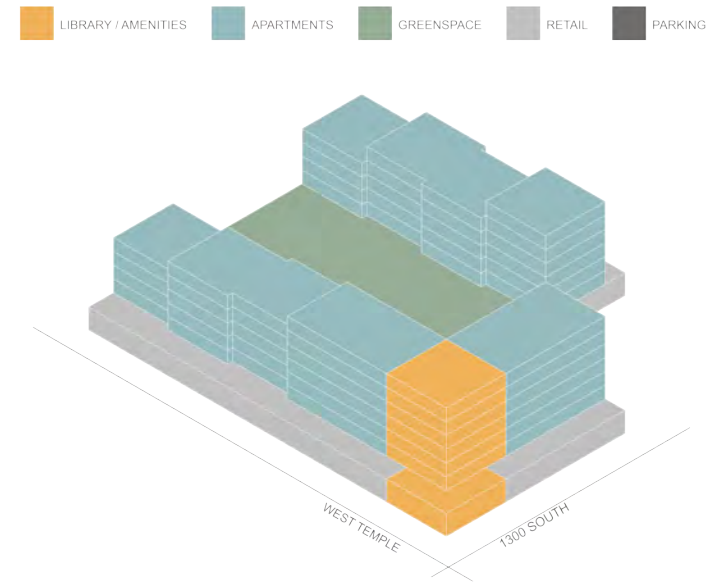 LIBRARY / AMENITIES
APARTMENTS
GREENSPACE
RETAIL
PARKING
WEST TEMPLE
1300 SOUTH